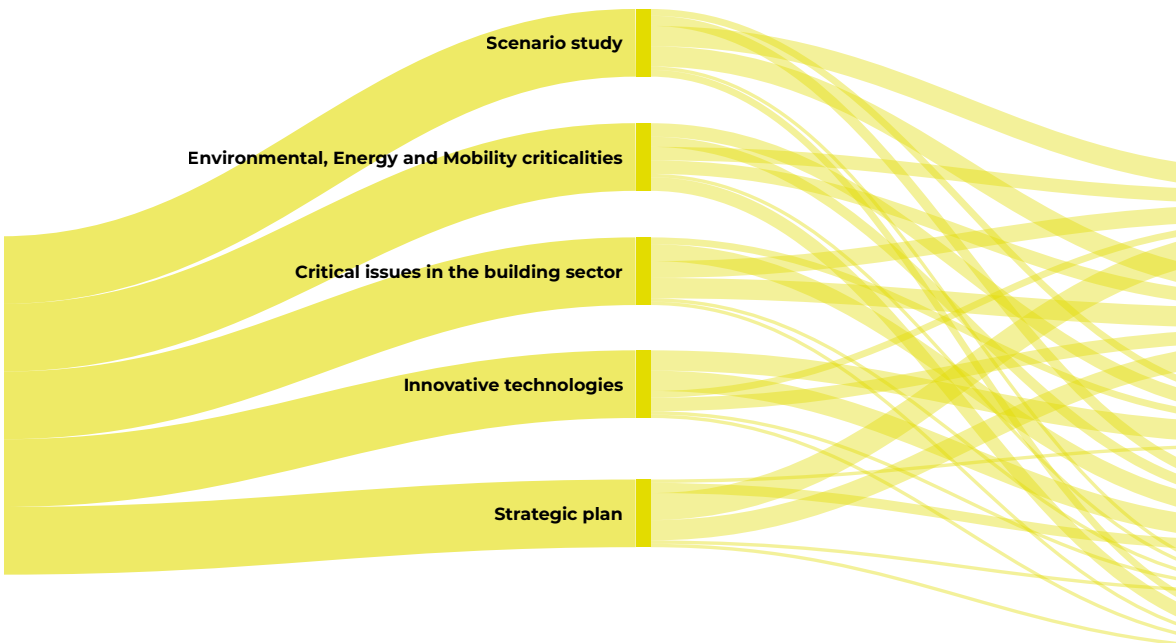 Scenario study
Environmental, Energy and Mobility criticalities
Critical issues in the building sector
Innovative technologies
Strategic plan